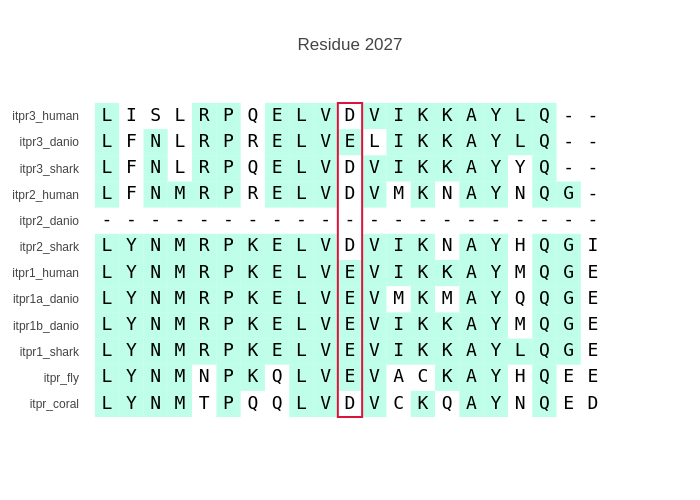 Residue 2027
itpr3_human L I S L R P Q E L V D V I K K A Y L Q - -
itpr3_danio L F N L R P R E L V E L I K K A Y L Q - -
itpr3_shark L F N L R P Q E L V D V I K K A Y Y Q - -
itpr2_human L F N M R P R E L V D V M K N A Y N Q G -
itpr2_danio - - - - - - - - - - - - - - - - - - - - -
itpr2_shark L Y N M R P K E L V D V I K N A Y H Q G I
itpr1_human L Y N M R P K E L V E V I K K A Y M Q G E
itpr1a_danio L Y N M R P K E L V E V M K M A Y Q Q G E
itpr1b_danio L Y N M R P K E L V E V I K K A Y M Q G E
itpr1_shark L Y N M R P K E L V E V I K K A Y L Q G E
itpr_fly L Y N M N P K Q L V E V A C K A Y H Q E E
itpr_coral L Y N M T P Q Q L V D V C K Q A Y N Q E D